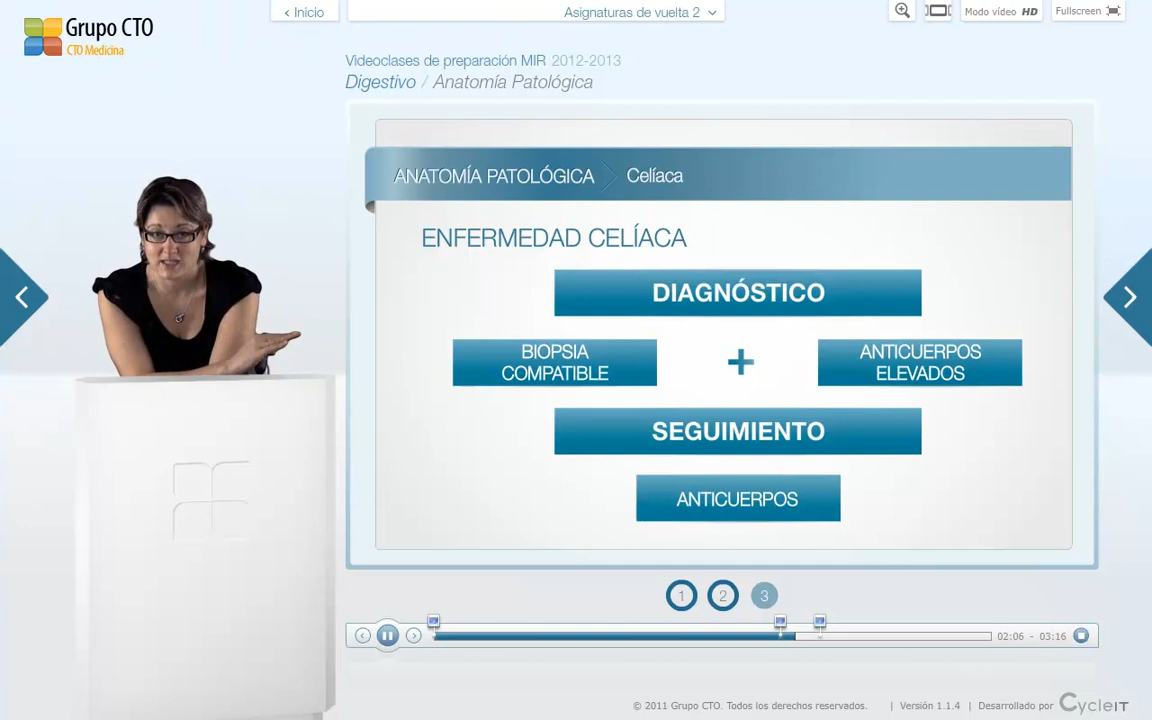 Grupo CTO
CTO Medicina
‹ Inicio
Asignaturas de vuelta 2
Modo vídeo HD
Fullscreen
Videoclases de preparación MIR 2012-2013
Digestivo / Anatomía Patológica
ANATOMÍA PATOLÓGICA
Celíaca
ENFERMEDAD CELÍACA
DIAGNÓSTICO
BIOPSIA
COMPATIBLE
+
ANTICUERPOS
ELEVADOS
SEGUIMIENTO
ANTICUERPOS
1 2 3
02:06 - 03:16
© 2011 Grupo CTO. Todos los derechos reservados. | Versión 1.1.4 | Desarrollado por CycleIT